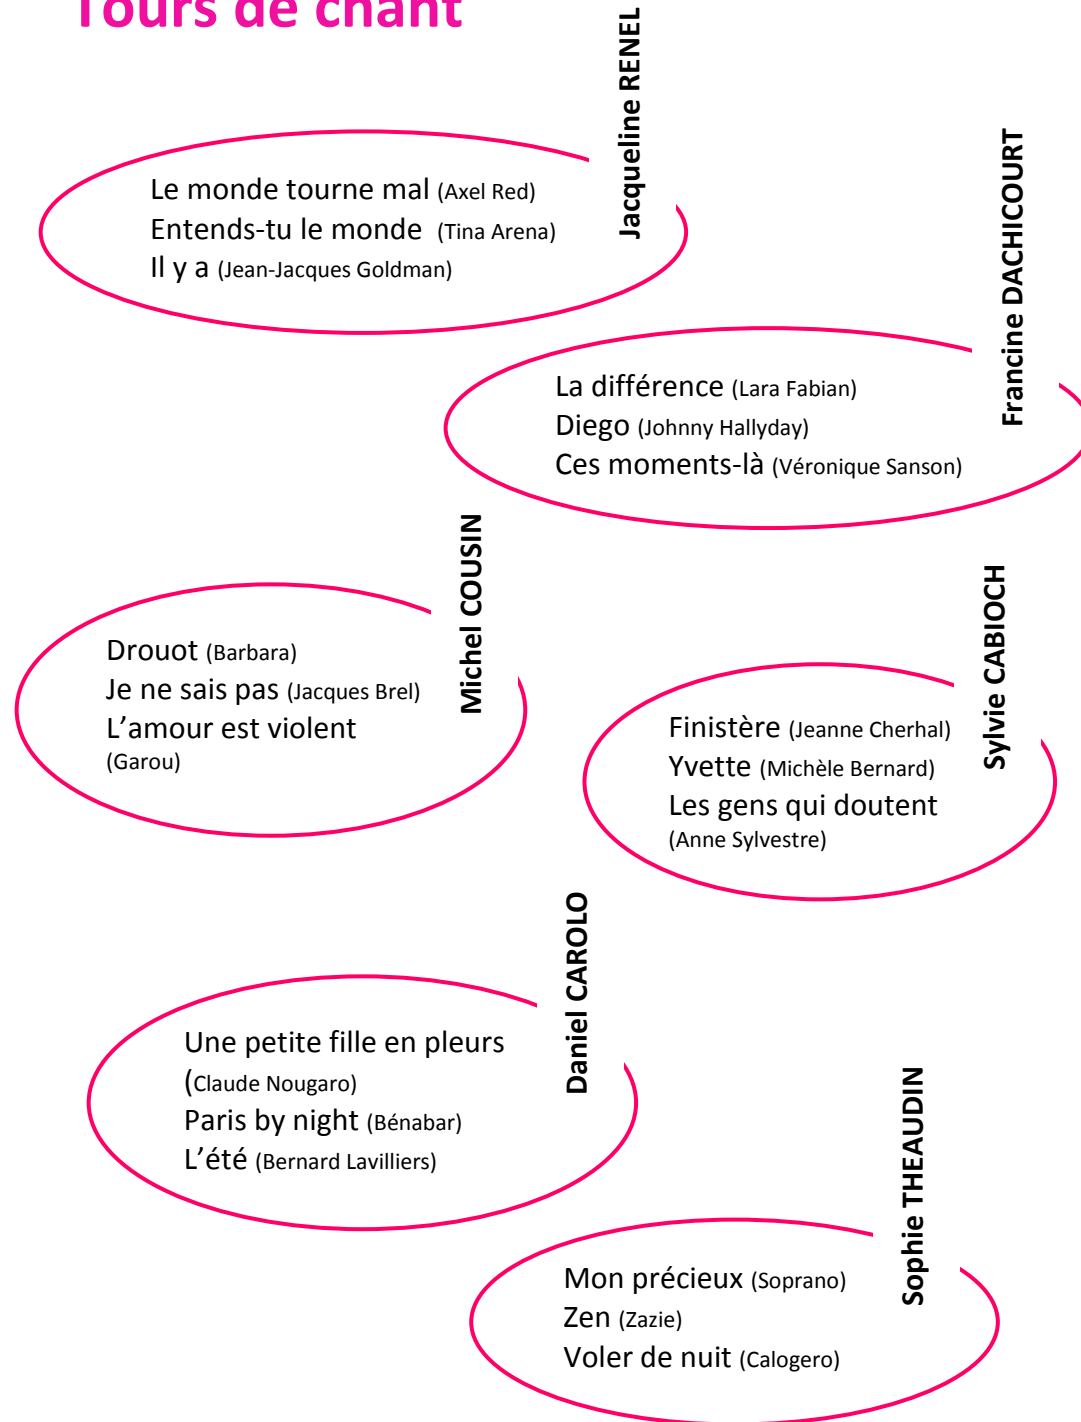 Tours de chant
Jacqueline RENEL
Le monde tourne mal (Axel Red)
Entends-tu le monde (Tina Arena)
Il y a (Jean-Jacques Goldman)
Francine DACHICOURT
La différence (Lara Fabian)
Diego (Johnny Hallyday)
Ces moments-là (Véronique Sanson)
Michel COUSIN
Drouot (Barbara)
Je ne sais pas (Jacques Brel)
L’amour est violent
(Garou)
Sylvie CABIOCH
Finistère (Jeanne Cherhal)
Yvette (Michèle Bernard)
Les gens qui doutent
(Anne Sylvestre)
Daniel CAROLO
Une petite fille en pleurs
(Claude Nougaro)
Paris by night (Bénabar)
L’été (Bernard Lavilliers)
Sophie THEAUDIN
Mon précieux (Soprano)
Zen (Zazie)
Voler de nuit (Calogero)